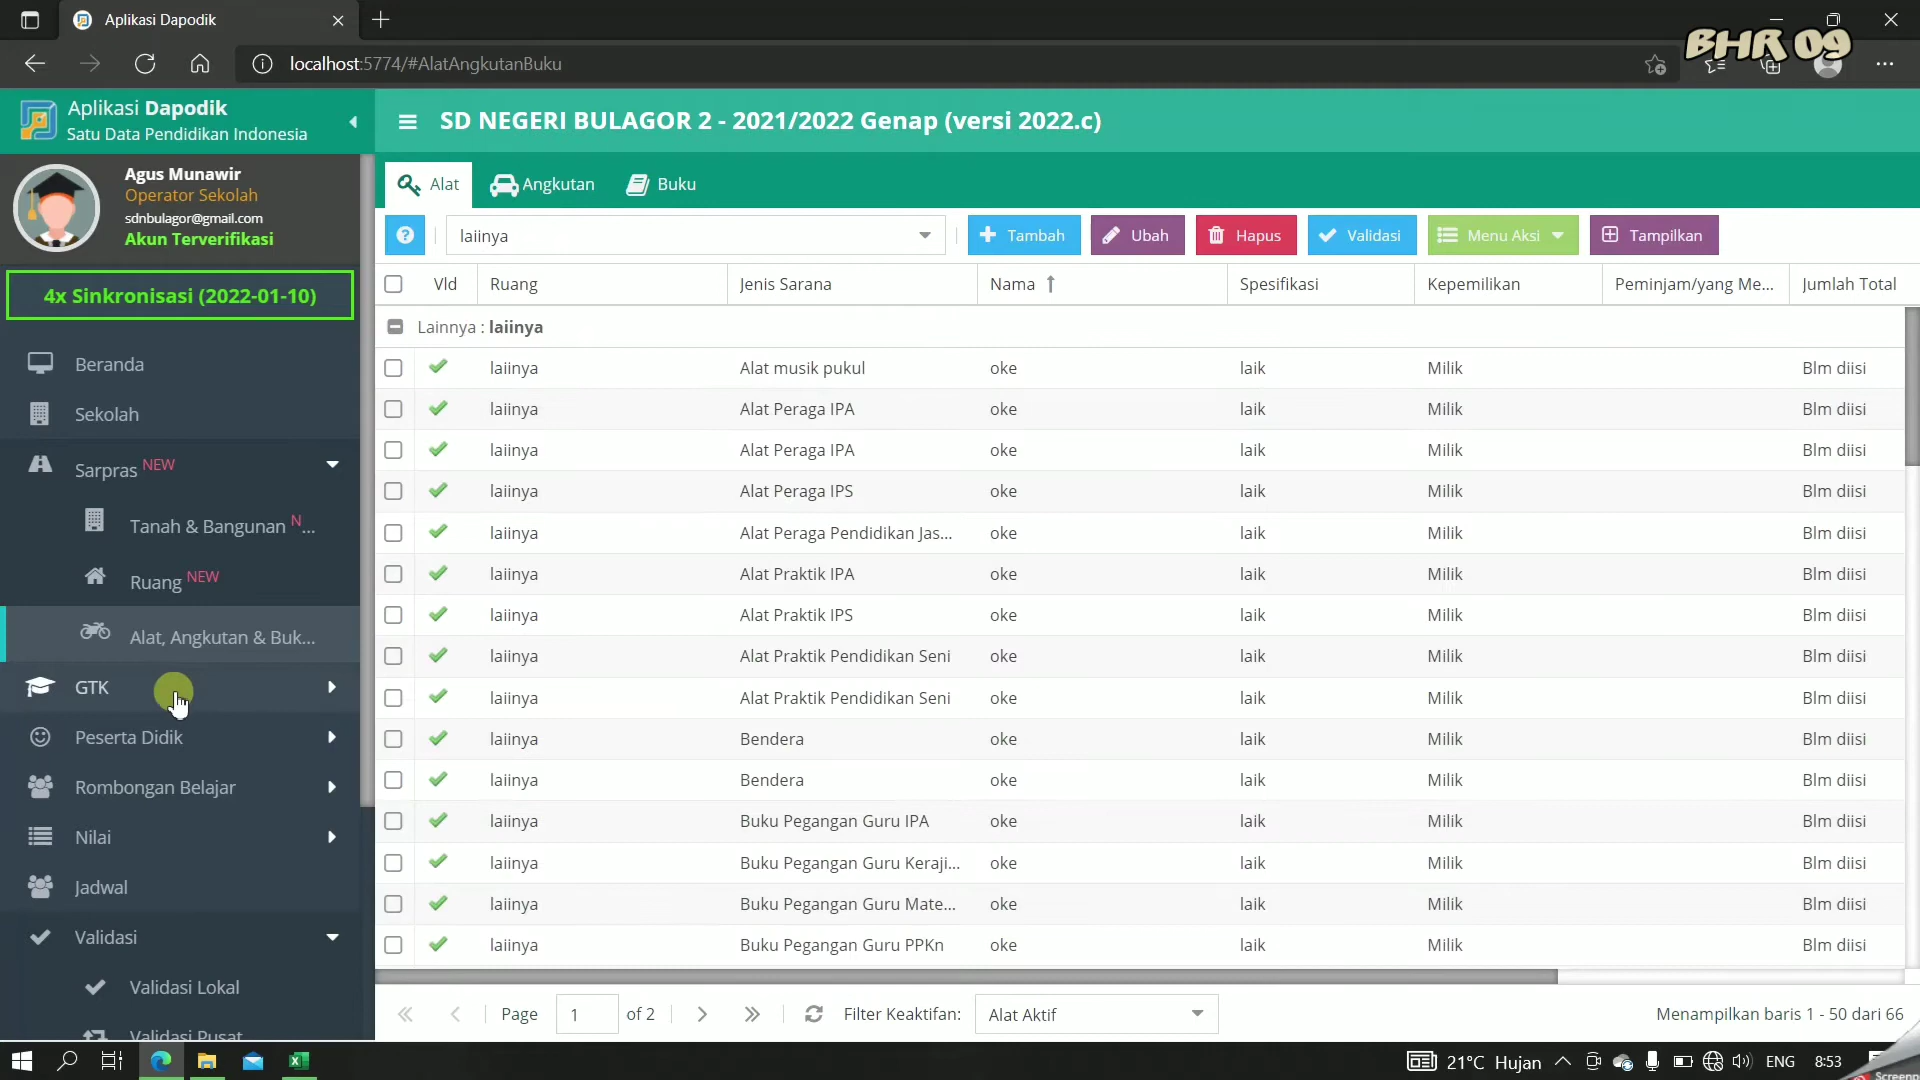 Aplikasi Dapodik
localhost:5774/#AlatAngkutanBuku
BHR 09
Aplikasi Dapodik
Satu Data Pendidikan Indonesia
SD NEGERI BULAGOR 2 - 2021/2022 Genap (versi 2022.c)
Agus Munawir
Operator Sekolah
sdnbulagor@gmail.com
Akun Terverifikasi
4x Sinkronisasi (2022-01-10)
Beranda
Sekolah
Sarpras NEW
Tanah & Bangunan N...
Ruang NEW
Alat, Angkutan & Buk...
GTK
Peserta Didik
Rombongan Belajar
Nilai
Jadwal
Validasi
Validasi Lokal
Validasi Pusat
Alat Angkutan Buku
laiinya Tambah Ubah Hapus Validasi Menu Aksi Tampilkan
Vld Ruang Jenis Sarana Nama Spesifikasi Kepemilikan Peminjam/yang Me... Jumlah Total
Lainnya : laiinya
laiinya Alat musik pukul oke laik Milik Blm diisi
laiinya Alat Peraga IPA oke laik Milik Blm diisi
laiinya Alat Peraga IPA oke laik Milik Blm diisi
laiinya Alat Peraga IPS oke laik Milik Blm diisi
laiinya Alat Peraga Pendidikan Jas... oke laik Milik Blm diisi
laiinya Alat Praktik IPA oke laik Milik Blm diisi
laiinya Alat Praktik IPS oke laik Milik Blm diisi
laiinya Alat Praktik Pendidikan Seni oke laik Milik Blm diisi
laiinya Alat Praktik Pendidikan Seni oke laik Milik Blm diisi
laiinya Bendera oke laik Milik Blm diisi
laiinya Bendera oke laik Milik Blm diisi
laiinya Buku Pegangan Guru IPA oke laik Milik Blm diisi
laiinya Buku Pegangan Guru Keraji... oke laik Milik Blm diisi
laiinya Buku Pegangan Guru Mate... oke laik Milik Blm diisi
laiinya Buku Pegangan Guru PPKn oke laik Milik Blm diisi
Page 1 of 2 Filter Keaktifan: Alat Aktif Menampilkan baris 1 - 50 dari 66
21°C Hujan ENG 8:53